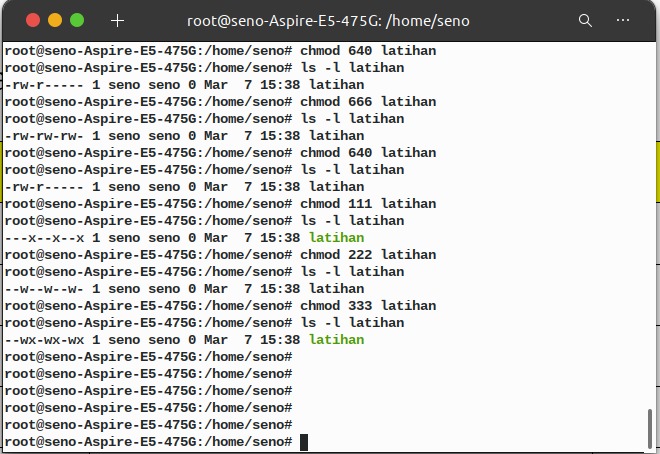 root@seno-Aspire-E5-475G: /home/seno
root@seno-Aspire-E5-475G:/home/seno# chmod 640 latihan
root@seno-Aspire-E5-475G:/home/seno# ls -l latihan
-rw-r----- 1 seno seno 0 Mar  7 15:38 latihan
root@seno-Aspire-E5-475G:/home/seno# chmod 666 latihan
root@seno-Aspire-E5-475G:/home/seno# ls -l latihan
-rw-rw-rw- 1 seno seno 0 Mar  7 15:38 latihan
root@seno-Aspire-E5-475G:/home/seno# chmod 640 latihan
root@seno-Aspire-E5-475G:/home/seno# ls -l latihan
-rw-r----- 1 seno seno 0 Mar  7 15:38 latihan
root@seno-Aspire-E5-475G:/home/seno# chmod 111 latihan
root@seno-Aspire-E5-475G:/home/seno# ls -l latihan
---x--x--x 1 seno seno 0 Mar  7 15:38 latihan
root@seno-Aspire-E5-475G:/home/seno# chmod 222 latihan
root@seno-Aspire-E5-475G:/home/seno# ls -l latihan
--w--w--w- 1 seno seno 0 Mar  7 15:38 latihan
root@seno-Aspire-E5-475G:/home/seno# chmod 333 latihan
root@seno-Aspire-E5-475G:/home/seno# ls -l latihan
--wx-wx-wx 1 seno seno 0 Mar  7 15:38 latihan
root@seno-Aspire-E5-475G:/home/seno#
root@seno-Aspire-E5-475G:/home/seno#
root@seno-Aspire-E5-475G:/home/seno#
root@seno-Aspire-E5-475G:/home/seno#
root@seno-Aspire-E5-475G:/home/seno#
root@seno-Aspire-E5-475G:/home/seno#